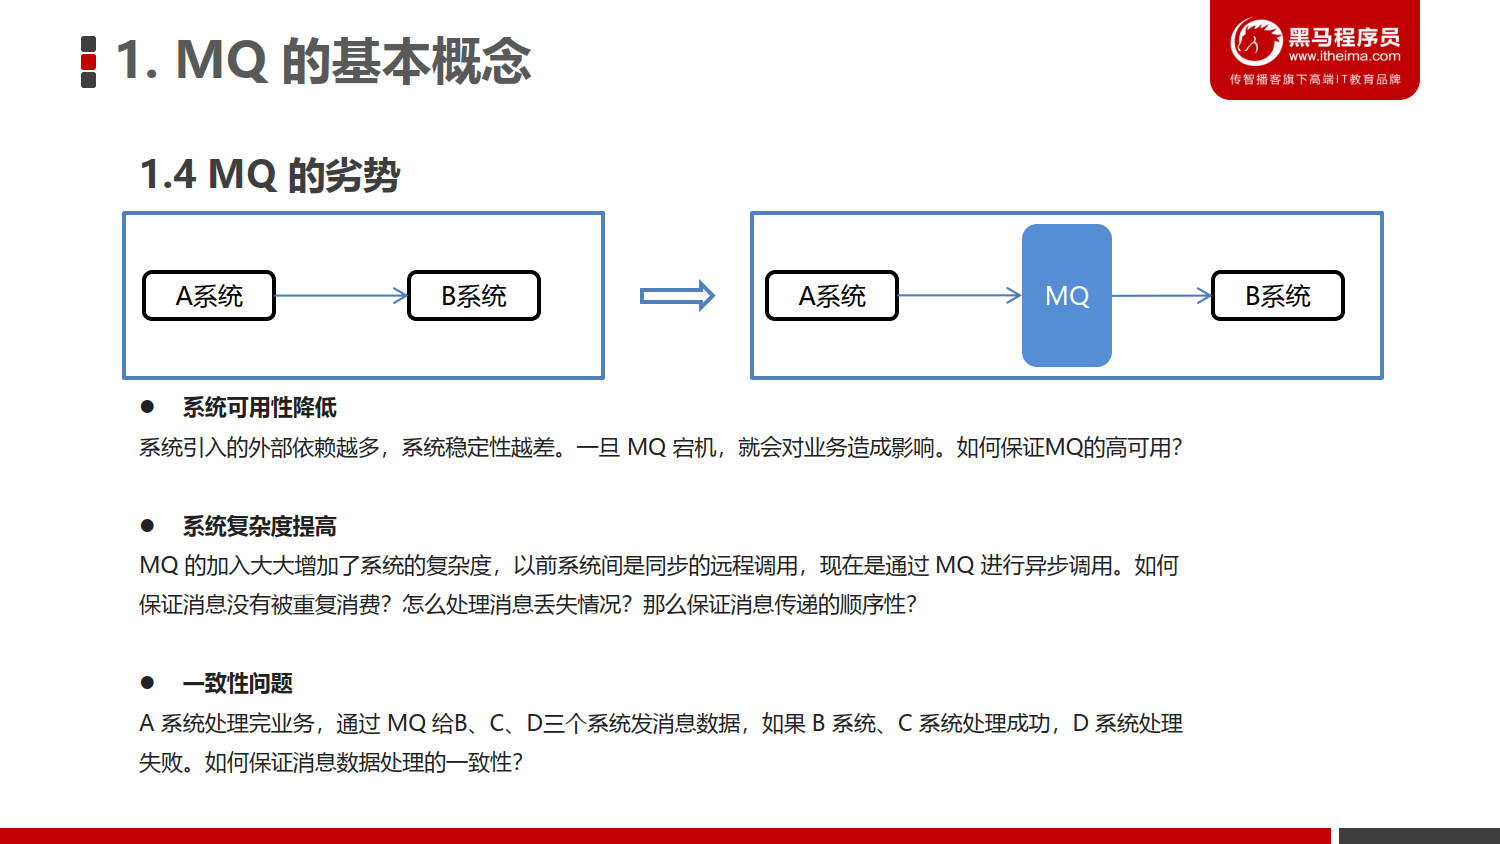 1. MQ 的基本概念
黑马程序员
www.itheima.com
传智播客旗下高端IT教育品牌
1.4 MQ 的劣势
A系统
B系统
A系统
MQ
B系统
● 系统可用性降低
系统引入的外部依赖越多，系统稳定性越差。一旦 MQ 宕机，就会对业务造成影响。如何保证MQ的高可用？
● 系统复杂度提高
MQ 的加入大大增加了系统的复杂度，以前系统间是同步的远程调用，现在是通过 MQ 进行异步调用。如何
保证消息没有被重复消费？怎么处理消息丢失情况？那么保证消息传递的顺序性？
● 一致性问题
A 系统处理完业务，通过 MQ 给B、C、D三个系统发消息数据，如果 B 系统、C 系统处理成功，D 系统处理
失败。如何保证消息数据处理的一致性？